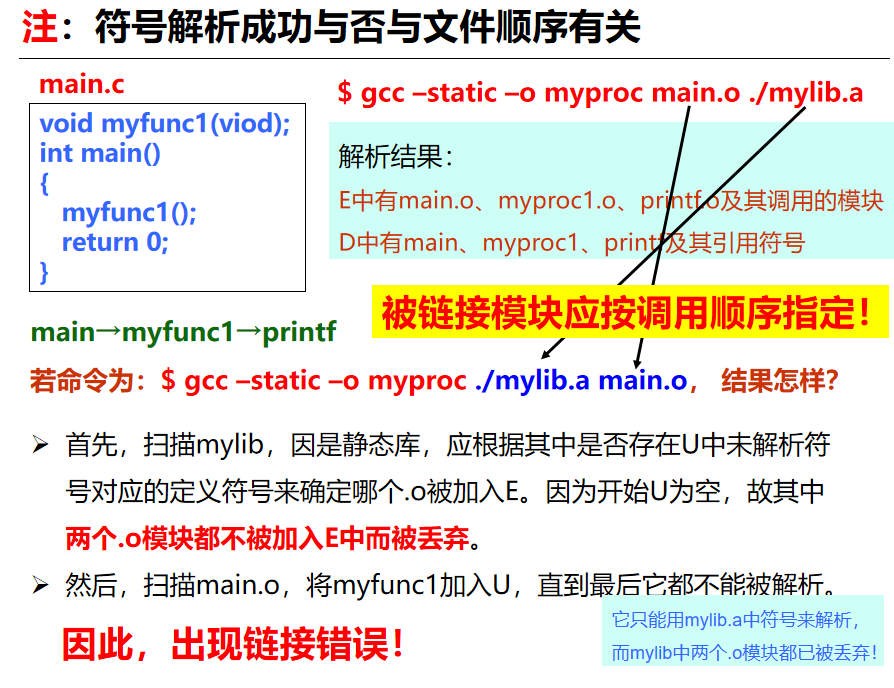 注：符号解析成功与否与文件顺序有关
main.c
$ gcc –static –o myproc main.o ./mylib.a
void myfunc1(viod);
int main()
{
myfunc1();
return 0;
}
解析结果：
E中有main.o、myproc1.o、printf.o及其调用的模块
D中有main、myproc1、printf及其引用符号
被链接模块应按调用顺序指定！
main→myfunc1→printf
若命令为：$ gcc –static –o myproc ./mylib.a main.o， 结果怎样？
➢ 首先，扫描mylib，因是静态库，应根据其中是否存在U中未解析符
号对应的定义符号来确定哪个.o被加入E。因为开始U为空，故其中
两个.o模块都不被加入E中而被丢弃。
➢ 然后，扫描main.o，将myfunc1加入U，直到最后它都不能被解析。
因此，出现链接错误！
它只能用mylib.a中符号来解析，
而mylib中两个.o模块都已被丢弃！